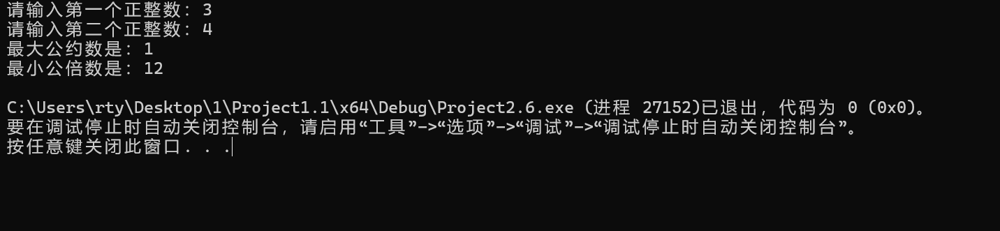 请输入第一个正整数: 3
请输入第二个正整数: 4
最大公约数是: 1
最小公倍数是: 12
C:\Users\rty\Desktop\1\Project1.1\x64\Debug\Project2.6.exe (进程 27152)已退出，代码为 0 (0x0)。
要在调试停止时自动关闭控制台，请启用“工具”->“选项”->“调试”->“调试停止时自动关闭控制台”。
按任意键关闭此窗口. . .